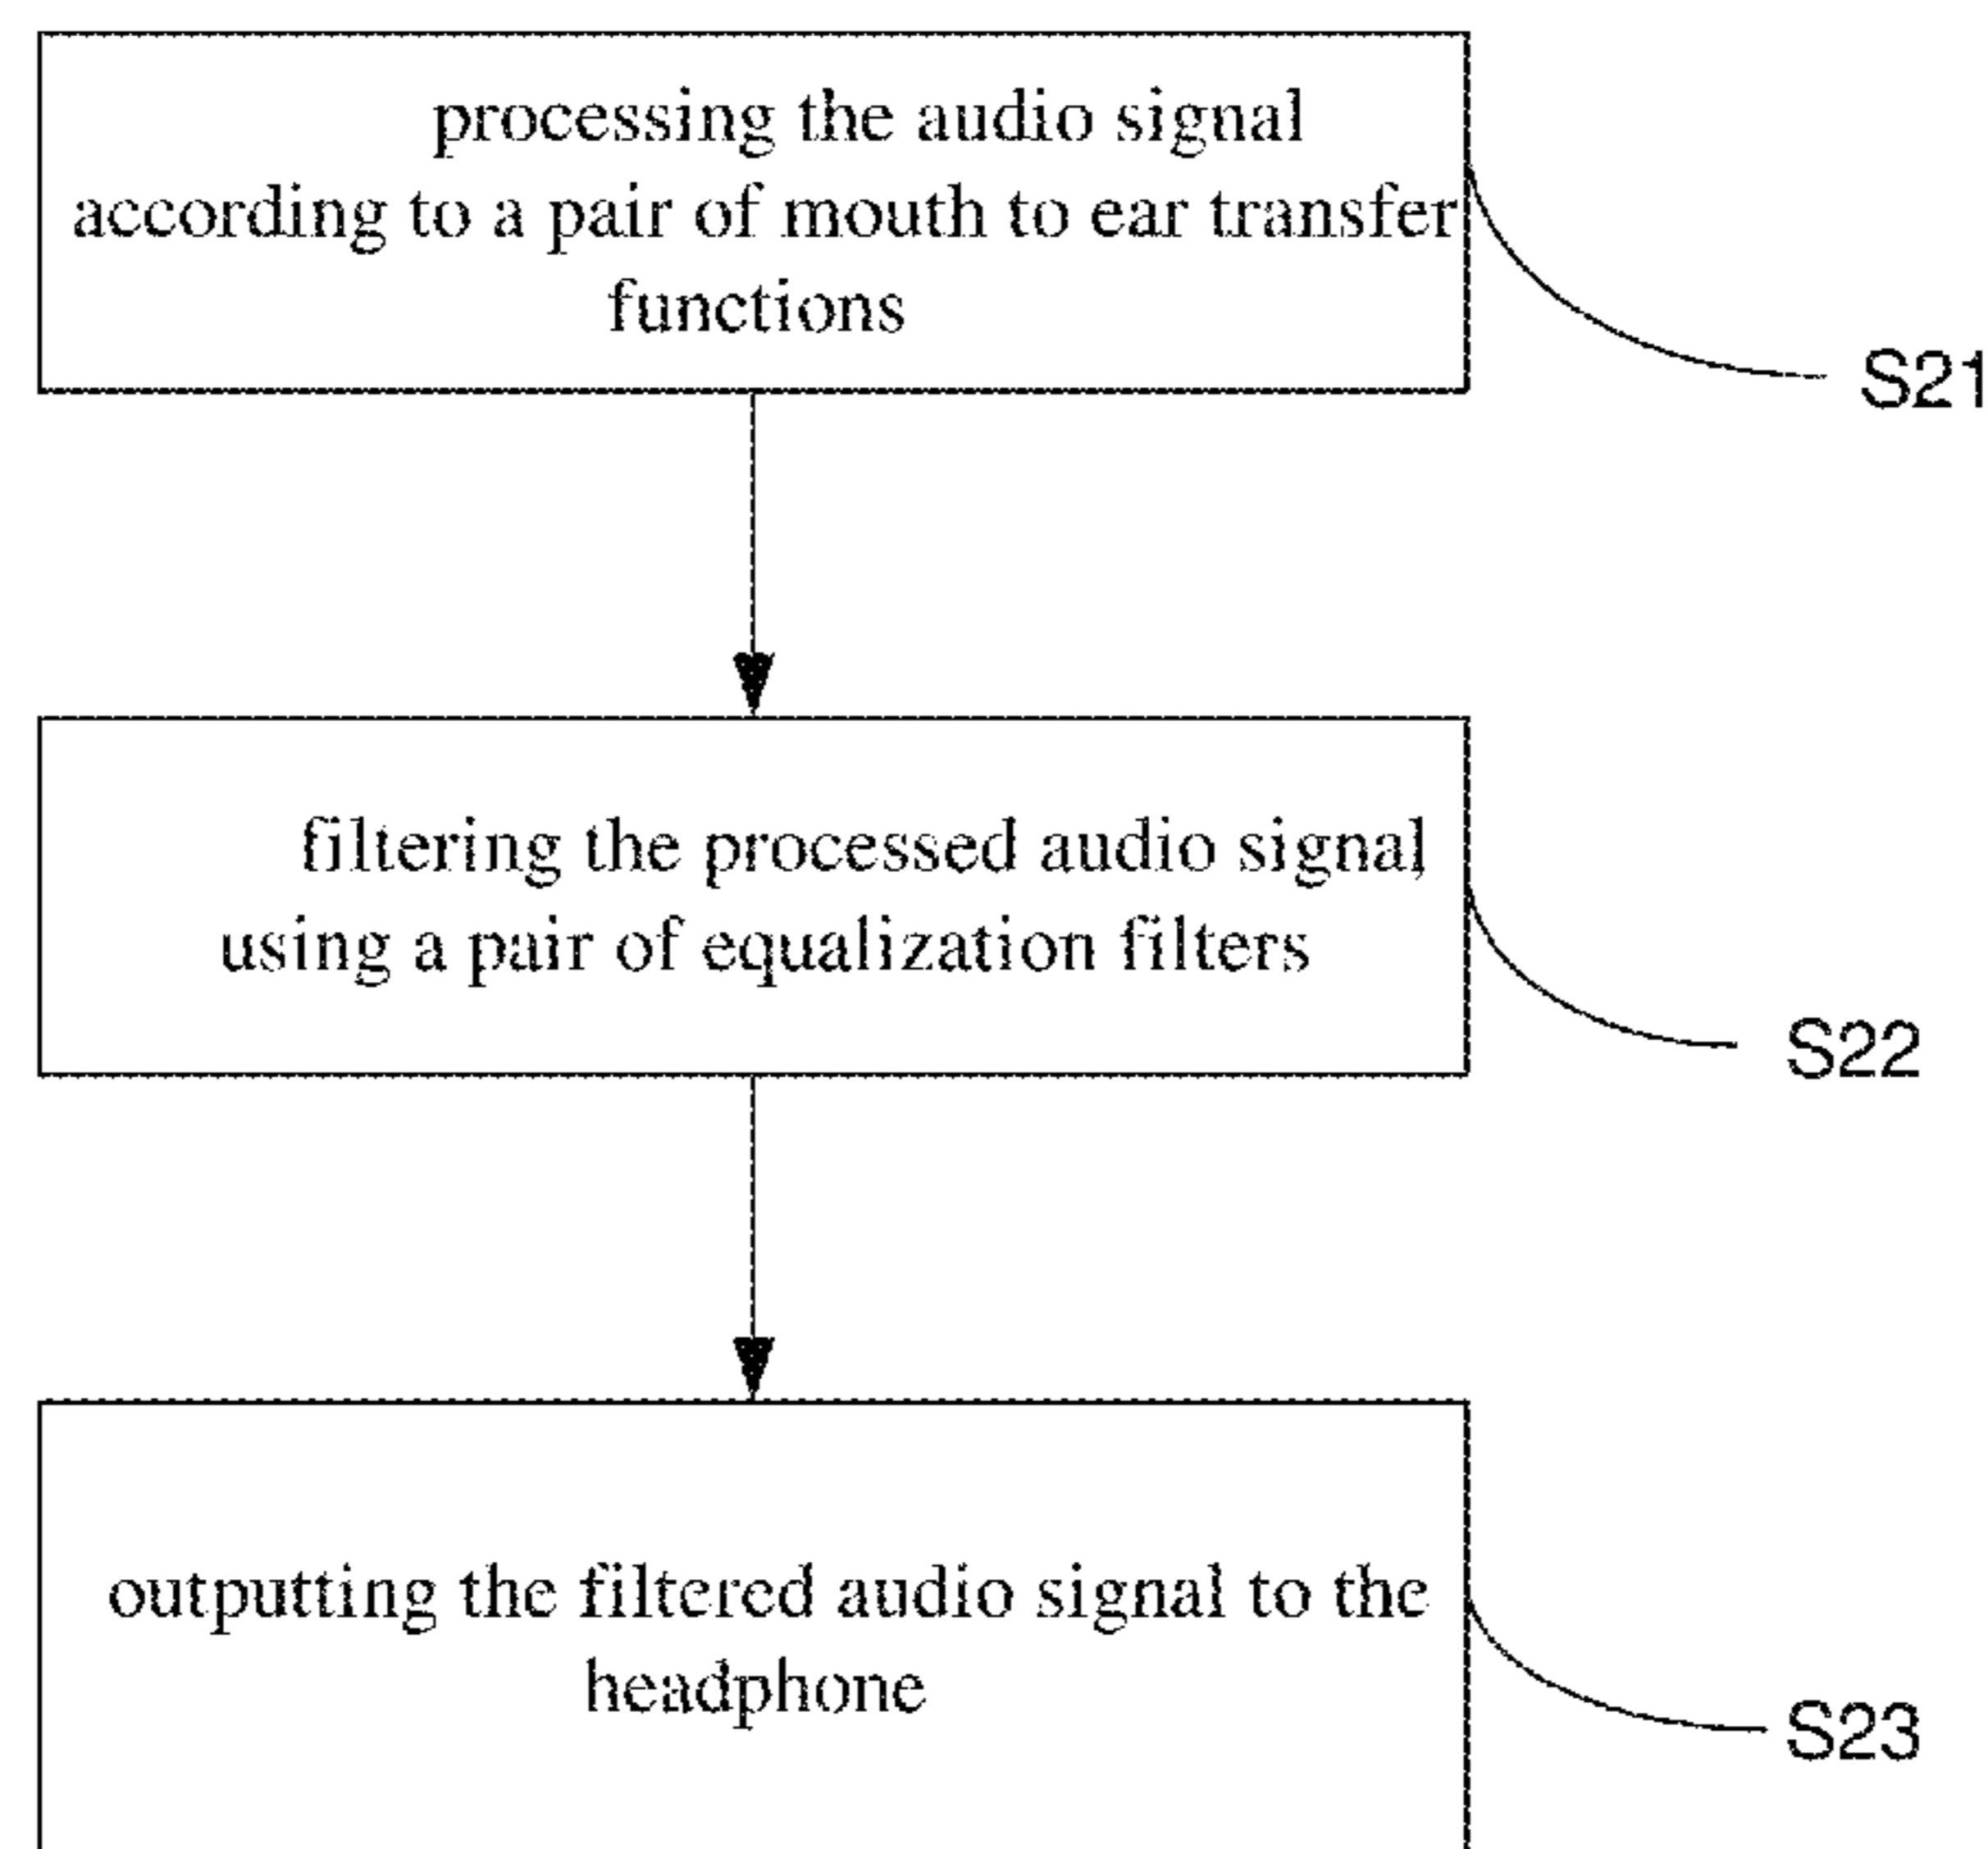 processing the audio signal
according to a pair of mouth to ear transfer
functions
S21
filtering the processed audio signal,
using a pair of equalization filters
S22
outputting the filtered audio signal to the
headphone
S23